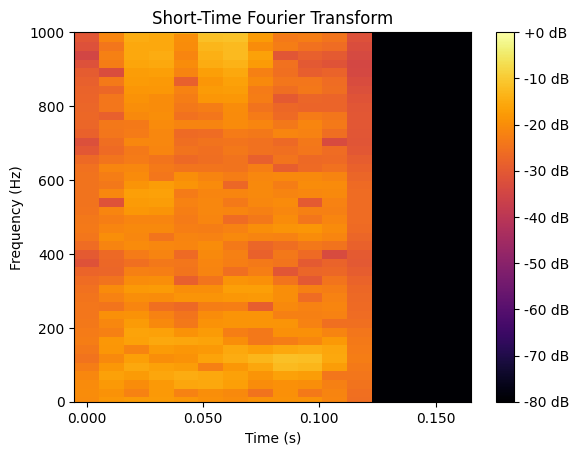 Short-Time Fourier Transform
Frequency (Hz)
1000
800
600
400
200
0
0.000
0.050
0.100
0.150
Time (s)
+0 dB
-10 dB
-20 dB
-30 dB
-40 dB
-50 dB
-60 dB
-70 dB
-80 dB